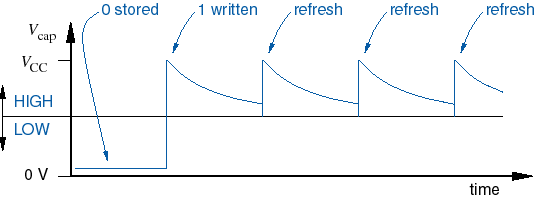 0 stored
1 written
refresh
refresh
refresh
Vcap
VCC
HIGH
LOW
0 V
time